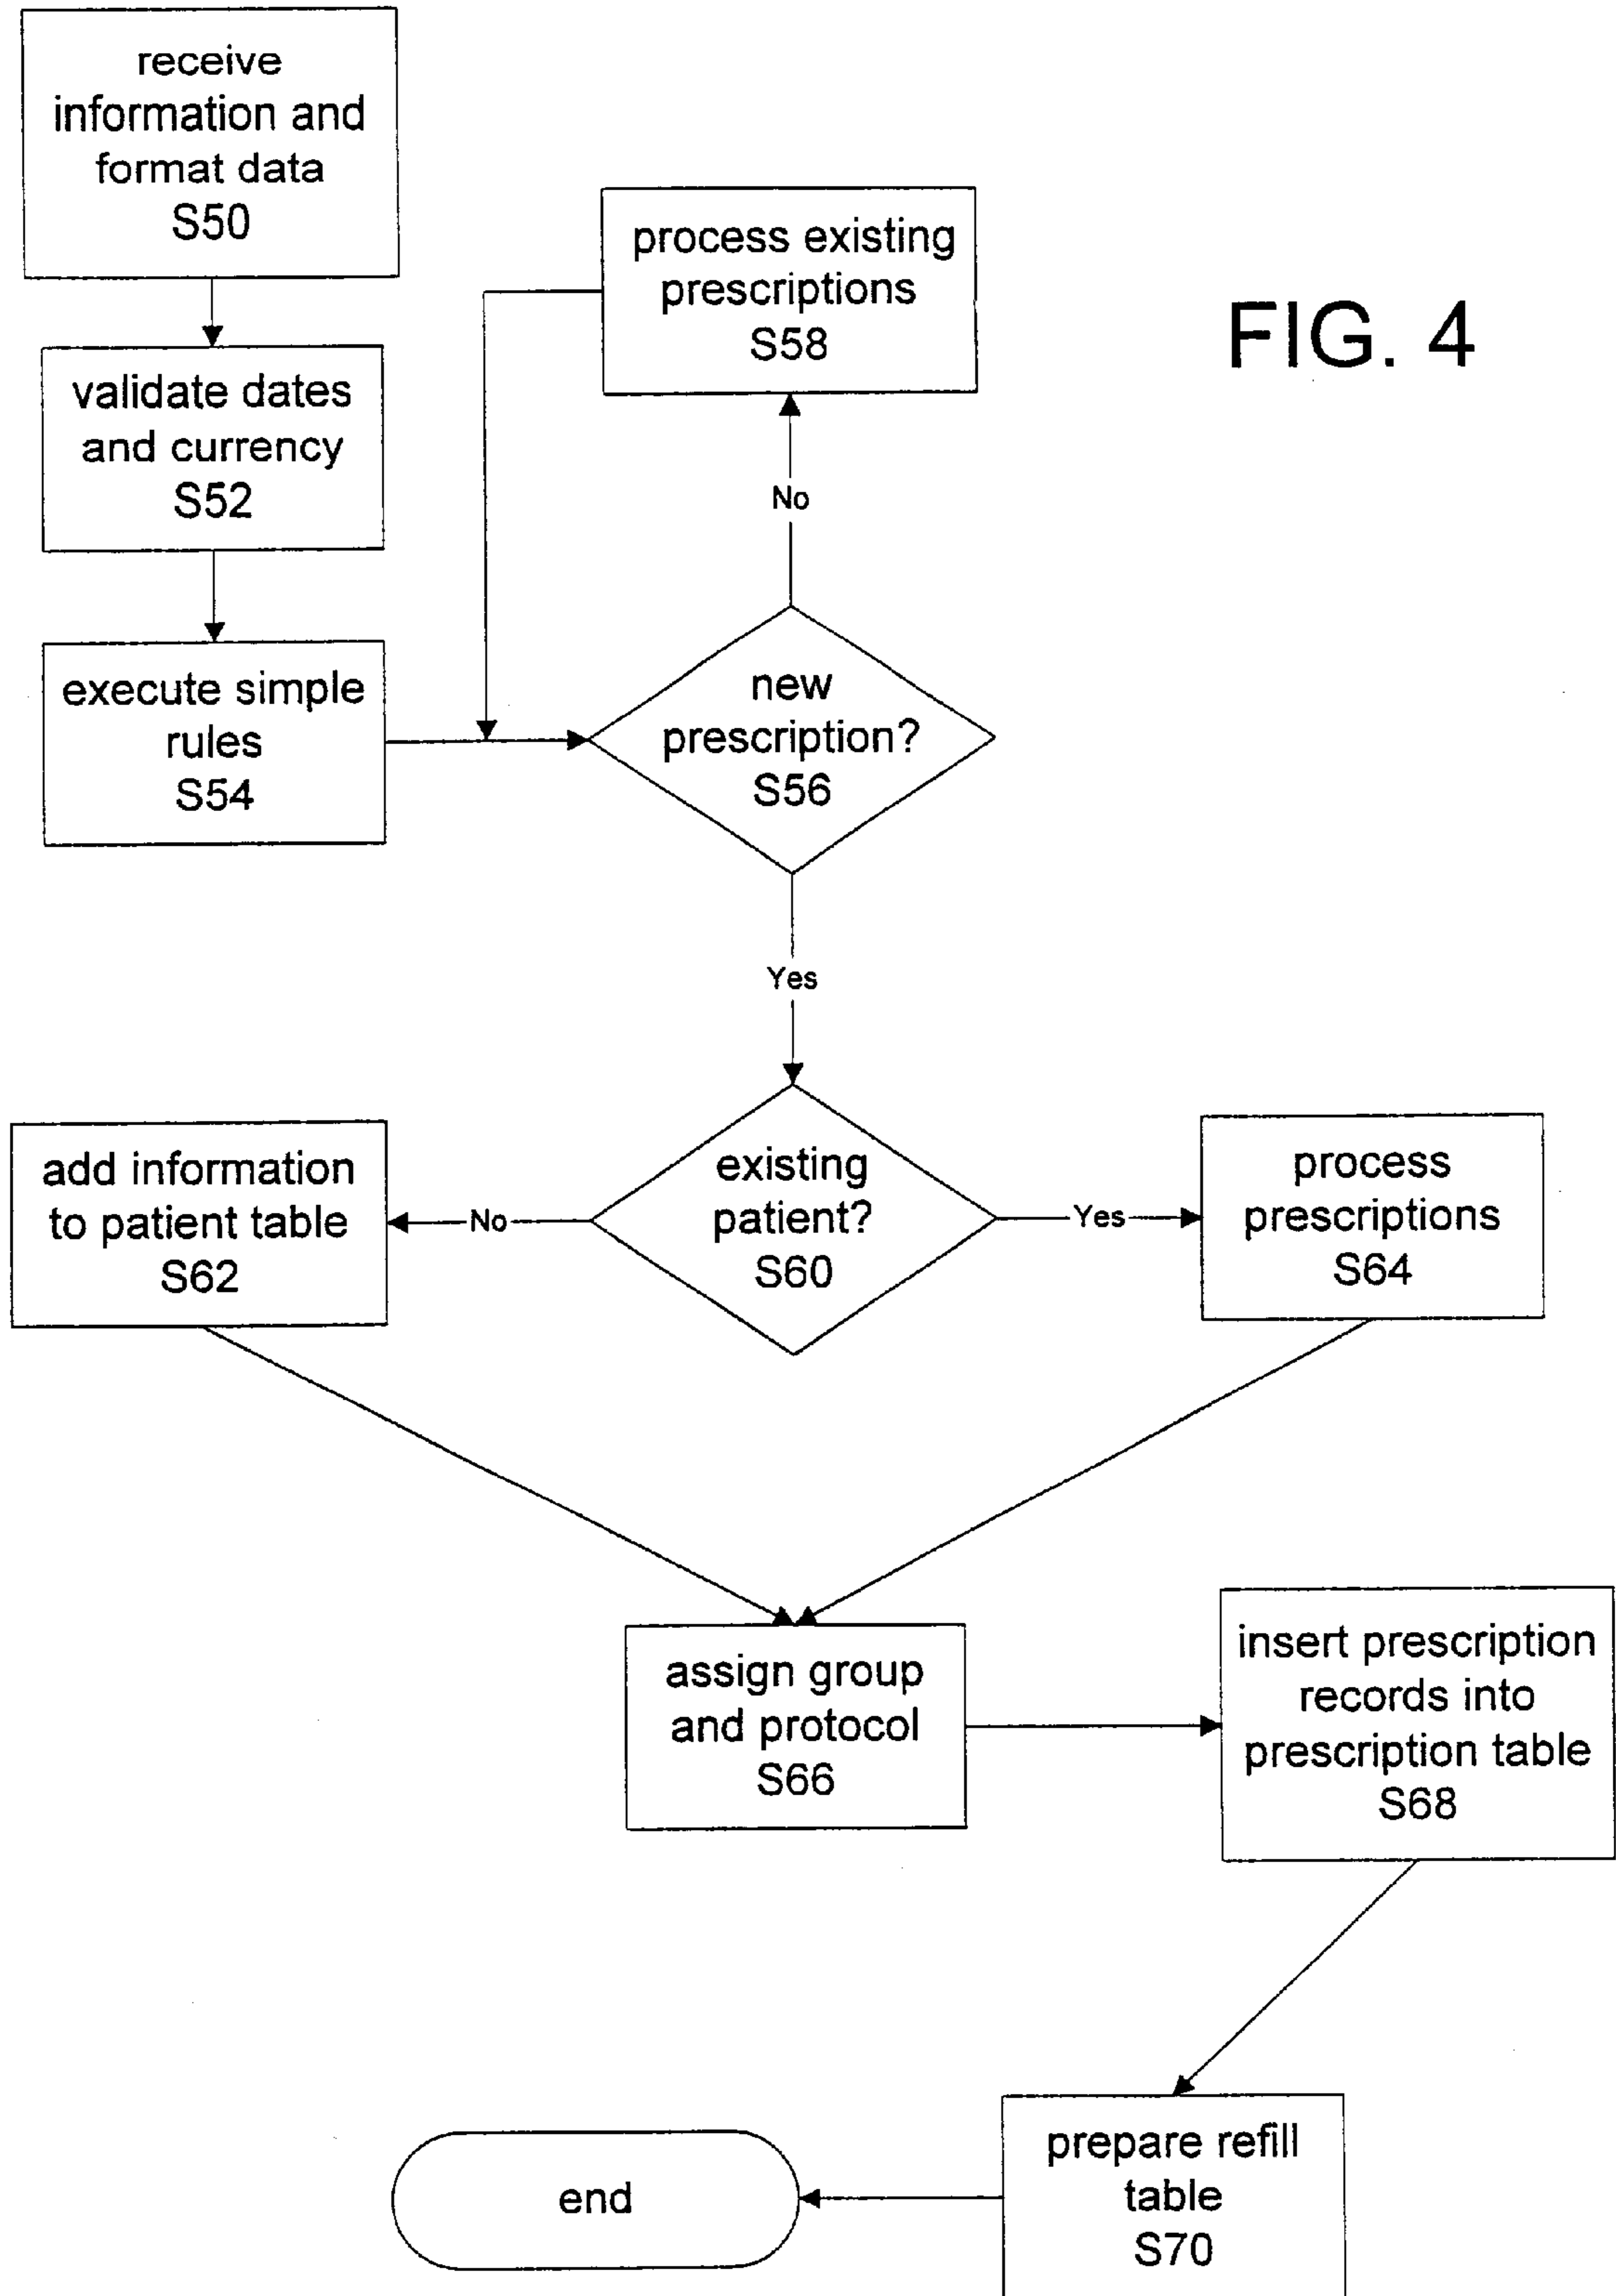 receive
information and
format data
S50
process existing
prescriptions
S58
FIG. 4
validate dates
and currency
S52
No
execute simple
rules
S54
new
prescription?
S56
Yes
add information
to patient table
S62
No
existing
patient?
S60
Yes
process
prescriptions
S64
assign group
and protocol
S66
insert prescription
records into
prescription table
S68
prepare refill
table
S70
end